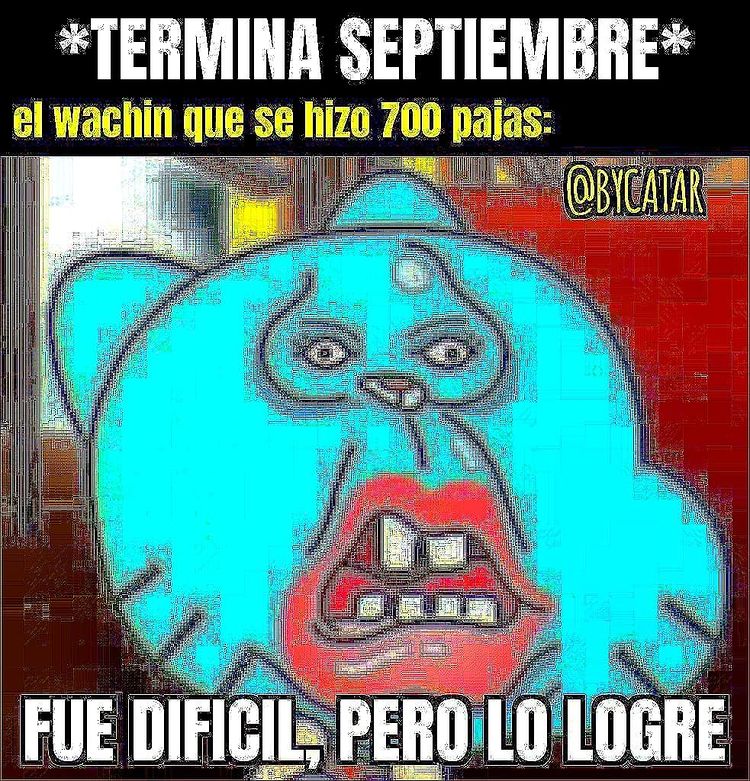 *TERMINA SEPTIEMBRE*
el wachin que se hizo 700 pajas:
@BYCATAR
FUE DIFICIL, PERO LO LOGRE